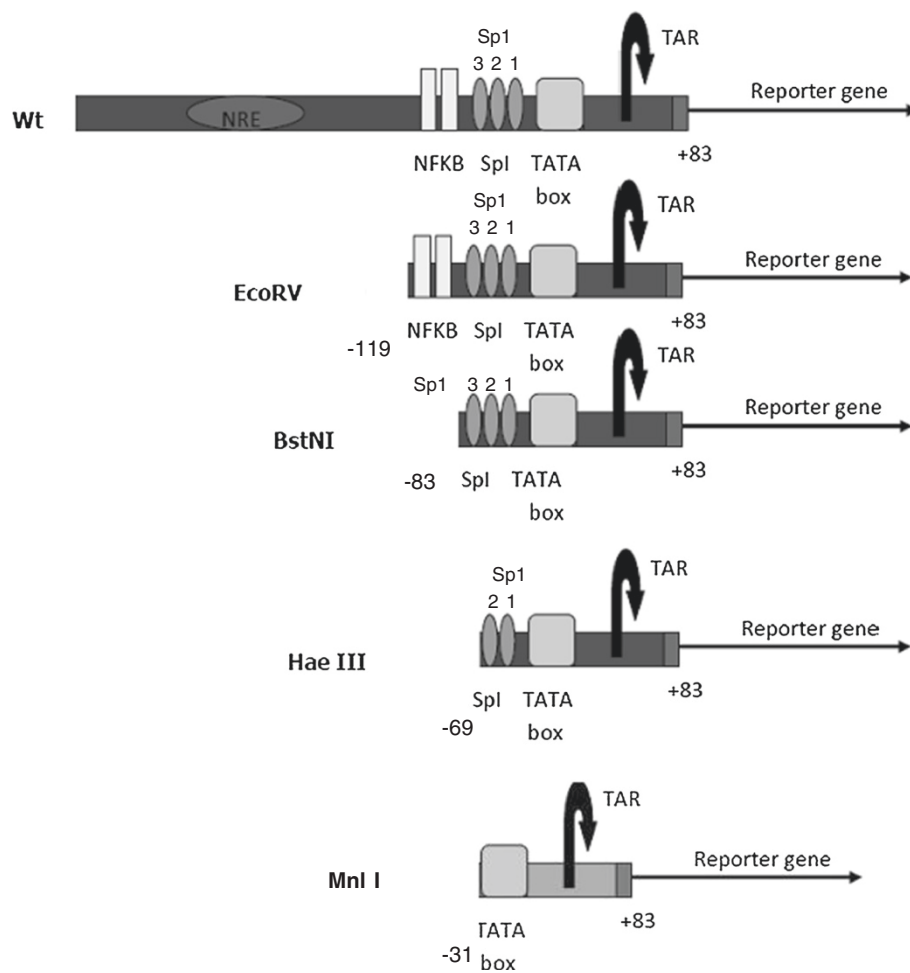 Sp1
3 2 1
TAR
Reporter gene
Wt
NRE
+83
NFKB SpI TATA
box
Sp1
3 2 1
TAR
Reporter gene
EcoRV
+83
-119
NFKB SpI TATA
box
TAR
Sp1 3 2 1
Reporter gene
BstNI
+83
-83
SpI TATA
box
TAR
Sp1
2 1
Reporter gene
Hae III
+83
-69
SpI TATA
box
TAR
Reporter gene
Mnl I
+83
-31
TATA
box